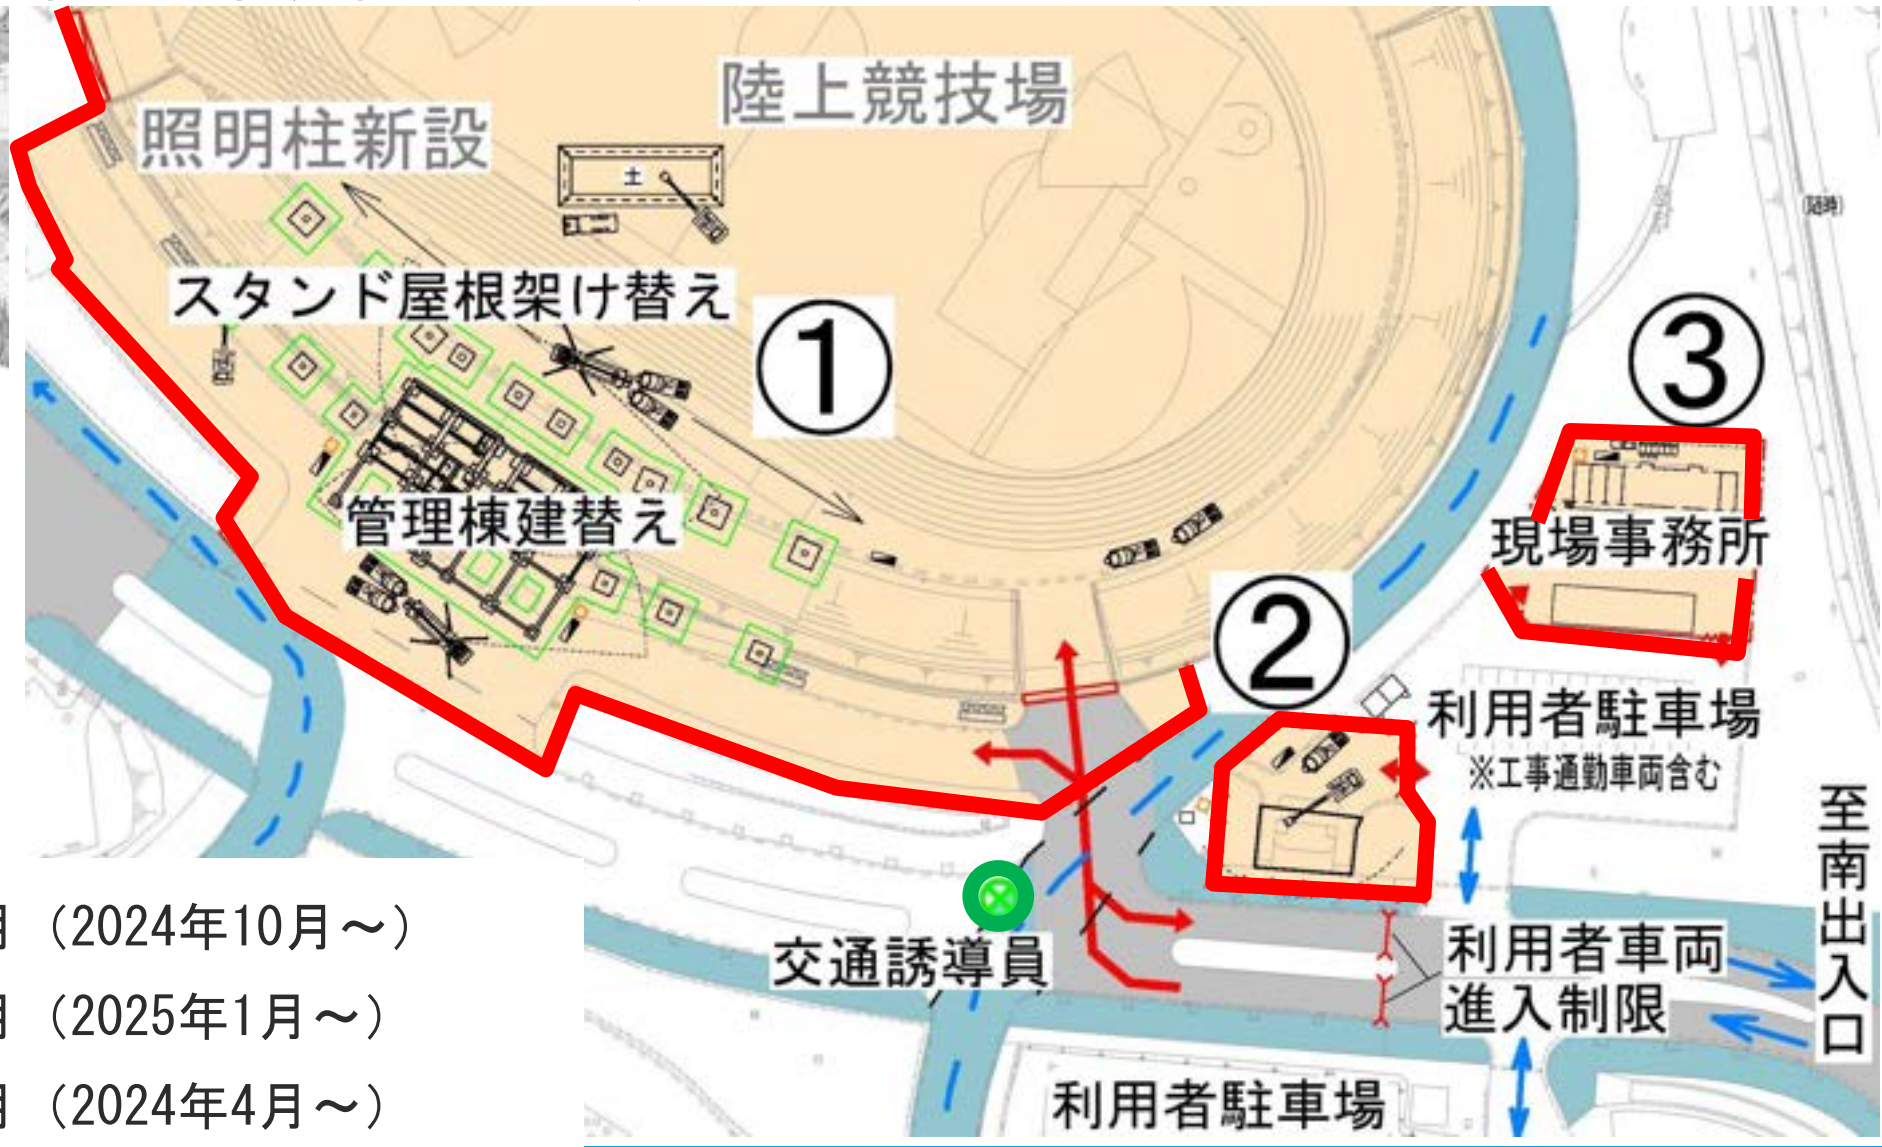 陸上競技場
照明柱新設
土
スタンド屋根架け替え
①
③
管理棟建替え
現場事務所
②
利用者駐車場
※工事通勤車両含む
至南出入口
交通誘導員
利用者車両
進入制限
利用者駐車場
（2024年10月～）
（2025年1月～）
（2024年4月～）